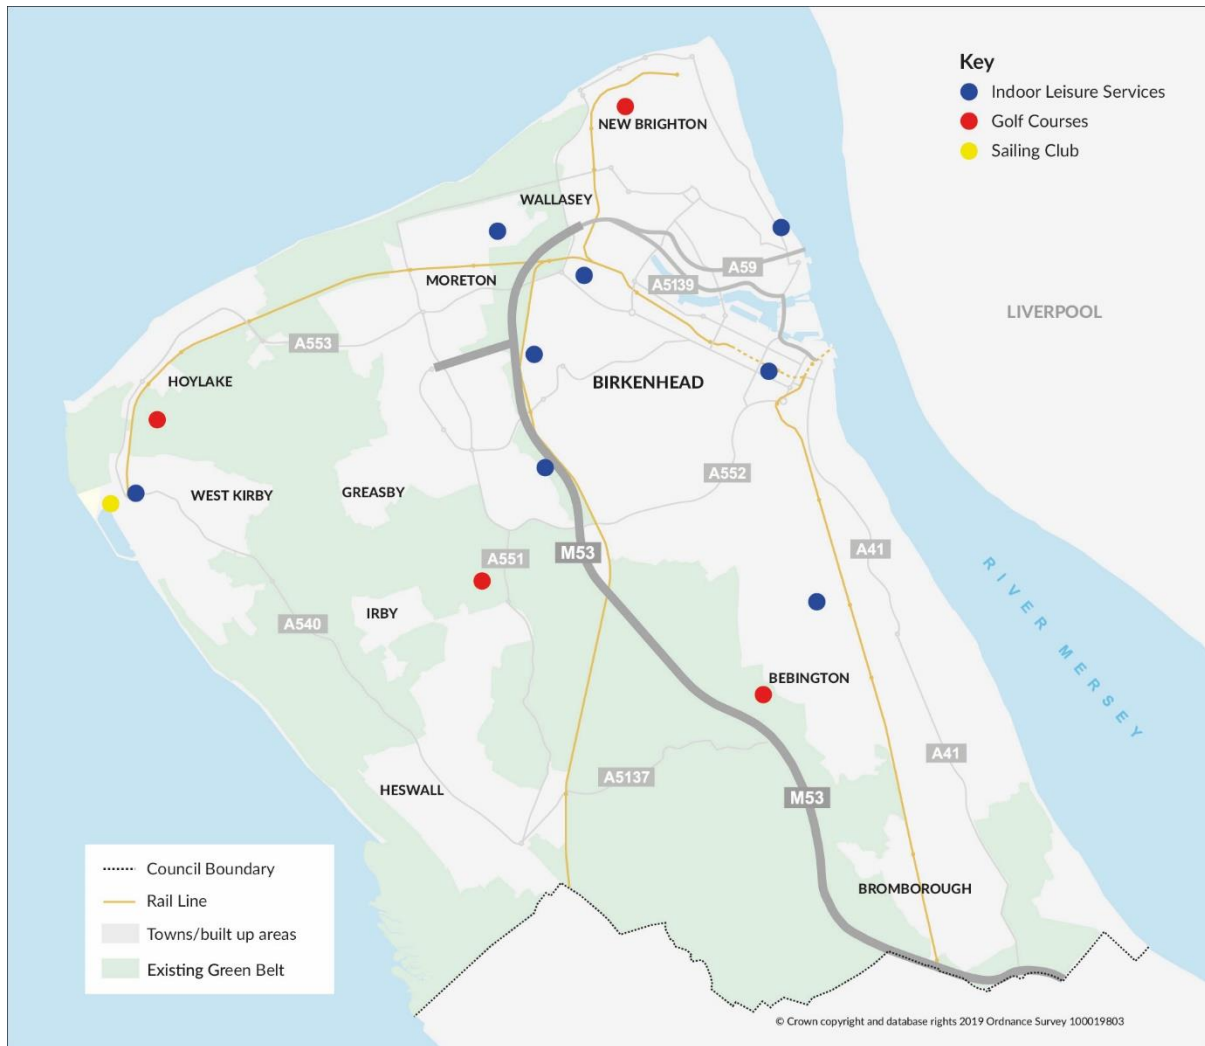 Key
Indoor Leisure Services
Golf Courses
Sailing Club
NEW BRIGHTON
WALLASEY
MORETON
A59
A5139
LIVERPOOL
A553
HOYLAKE
BIRKENHEAD
A552
WEST KIRBY
GREASBY
A551
M53
A41
IRBY
A540
RIVER MERSEY
BEBINGTON
A41
A5137
HESWALL
M53
BROMBOROUGH
Council Boundary
Rail Line
Towns/built up areas
Existing Green Belt
© Crown copyright and database rights 2019 Ordnance Survey 100019803